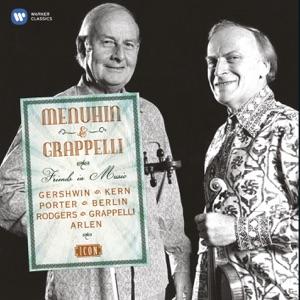 WARNER
CLASSICS
MENUHIN
&
GRAPPELLI
Friends in Music
GERSHWIN KERN
PORTER BERLIN
RODGERS GRAPPELLI
ARLEN
ICON